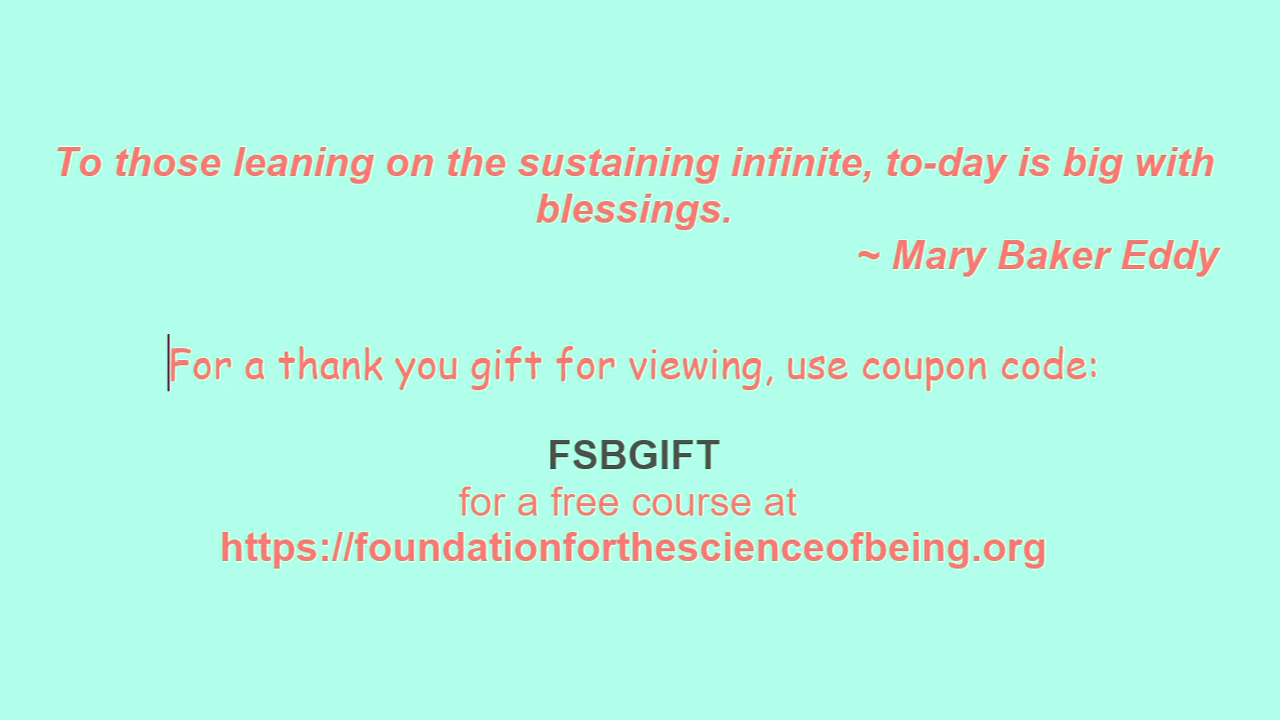 To those leaning on the sustaining infinite, to-day is big with
blessings.
~ Mary Baker Eddy
For a thank you gift for viewing, use coupon code:
FSBGIFT
for a free course at
https://foundationforthescienceofbeing.org